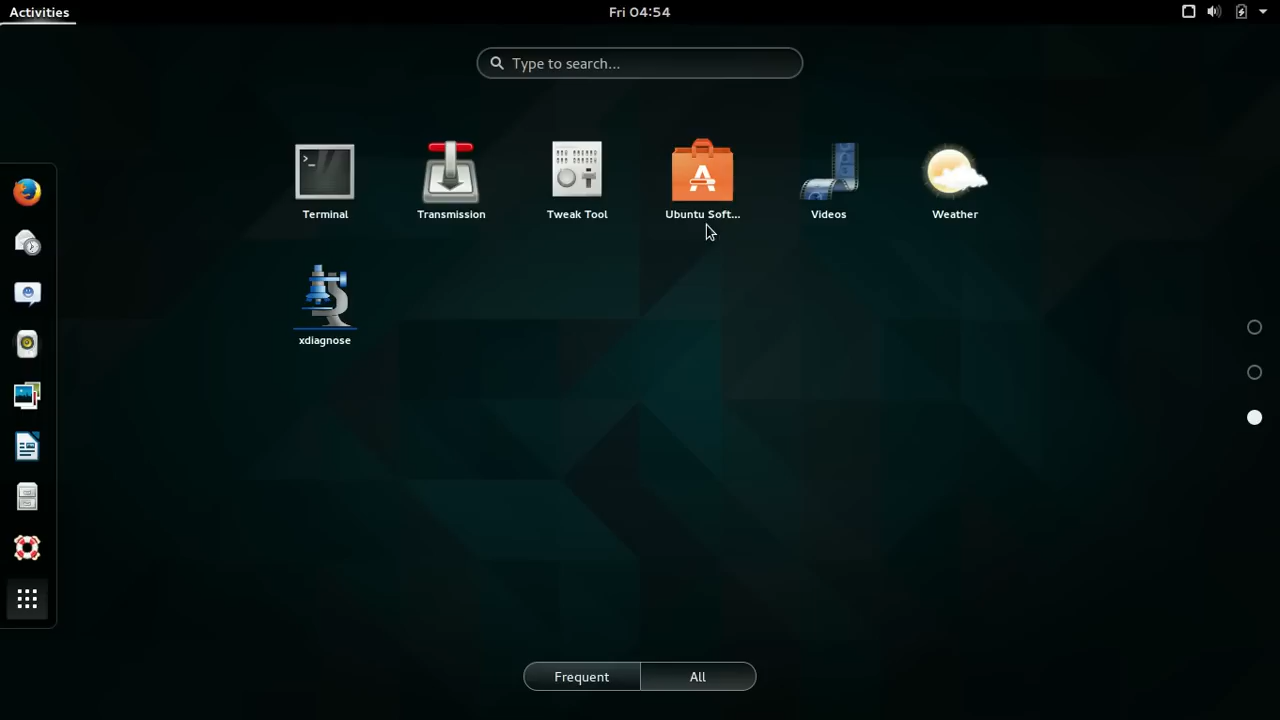 Activities
Fri 04:54
Type to search...
Terminal
Transmission
Tweak Tool
Ubuntu Soft...
Videos
Weather
xdiagnose
Frequent
All